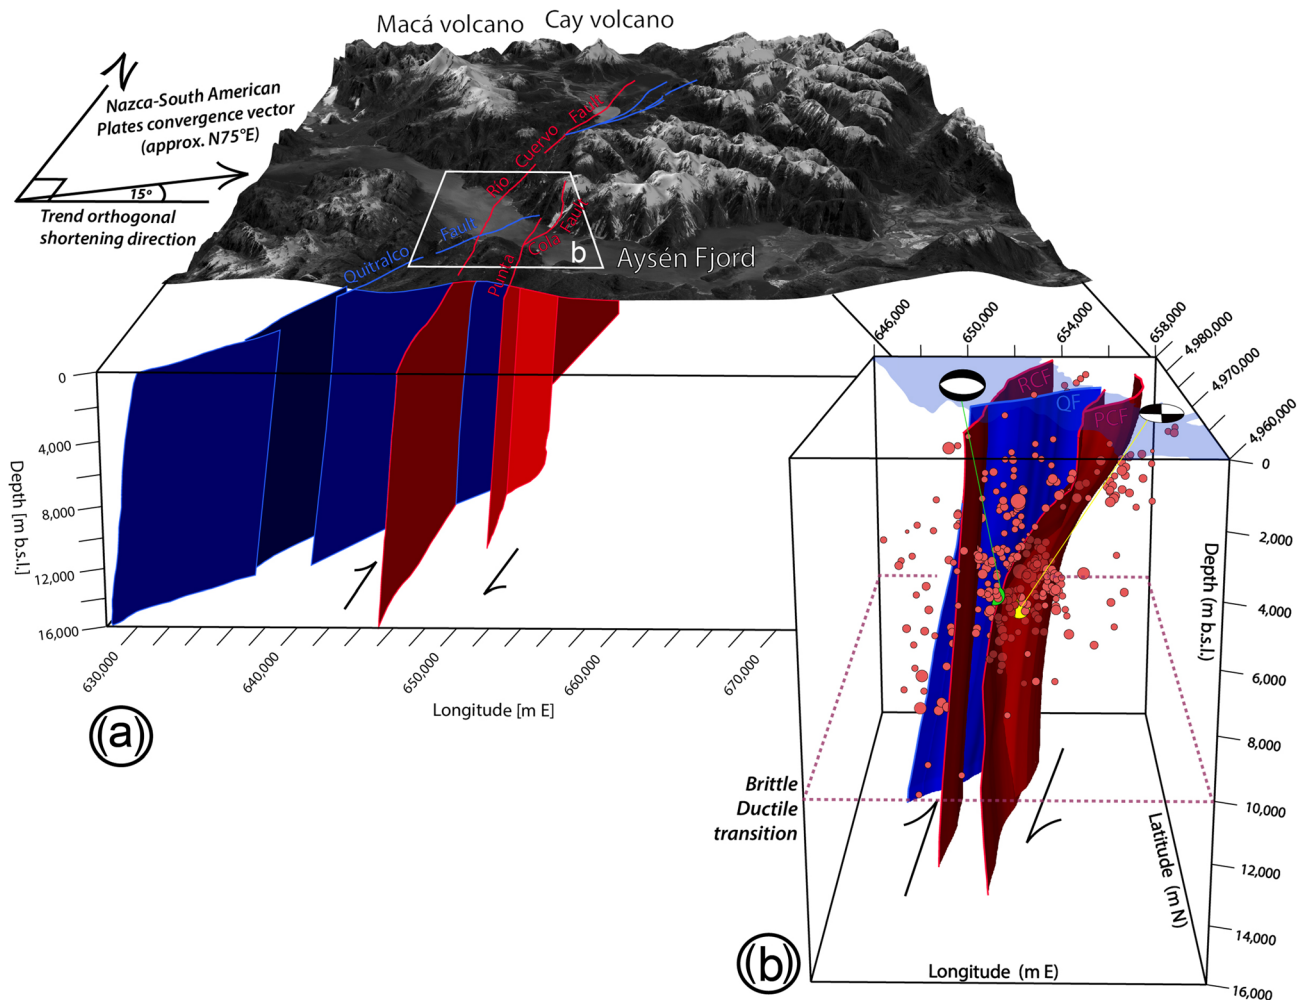 Macá volcano
Cay volcano
N
Nazca-South American
Plates convergence vector
(approx. N75°E)
15°
Trend orthogonal
shortening direction
Río Cuervo Fault
Quitralco Fault
Punta Cola Fault
b
Aysén Fjord
0
4,000
8,000
12,000
16,000
Depth [m b.s.l.]
630,000
640,000
650,000
660,000
670,000
Longitude [m E]
(a)
646,000
650,000
654,000
658,000
4,980,000
4,970,000
4,960,000
RCF
QF
PCF
0
2,000
4,000
6,000
8,000
10,000
12,000
14,000
16,000
Depth (m b.s.l.)
Brittle
Ductile
transition
Latitude (m N)
Longitude (m E)
(b)